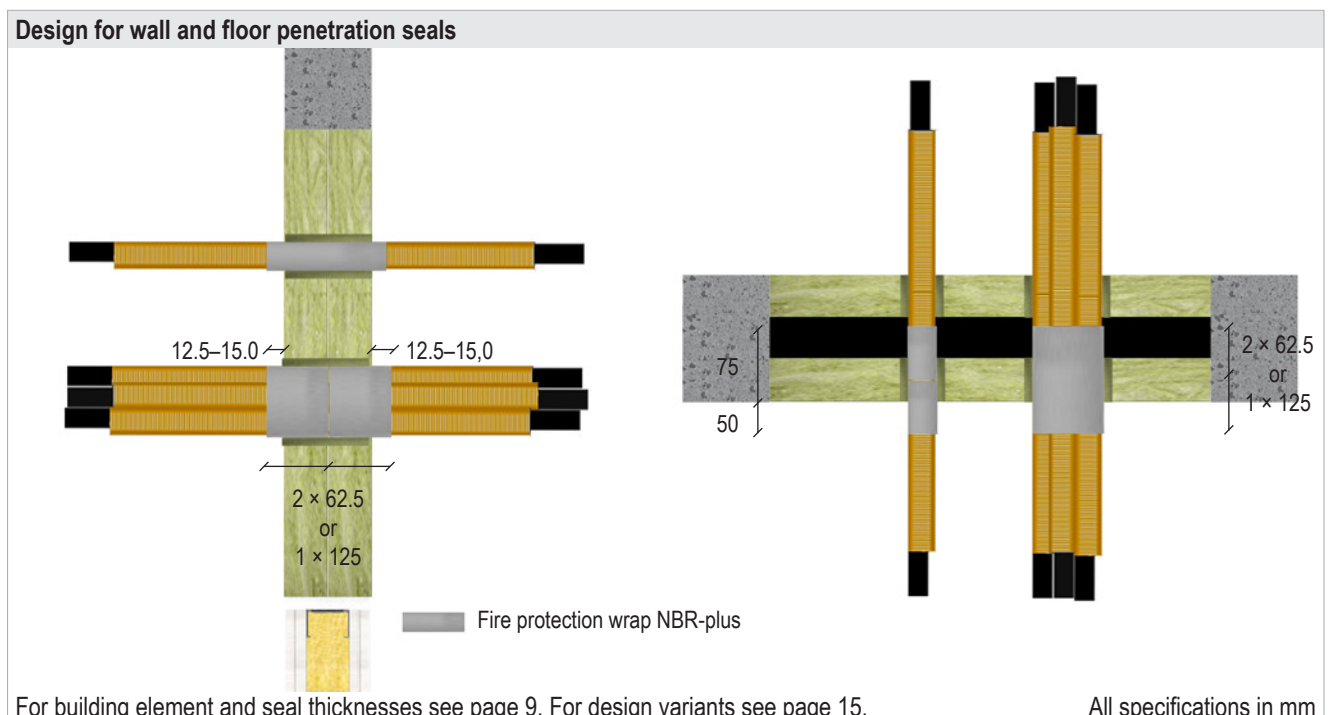 Design for wall and floor penetration seals
12.5–15.0
12.5–15,0
2 × 62.5
or
1 × 125
75
50
2 × 62.5
or
1 × 125
Fire protection wrap NBR-plus
For building element and seal thicknesses see page 9. For design variants see page 15.
All specifications in mm